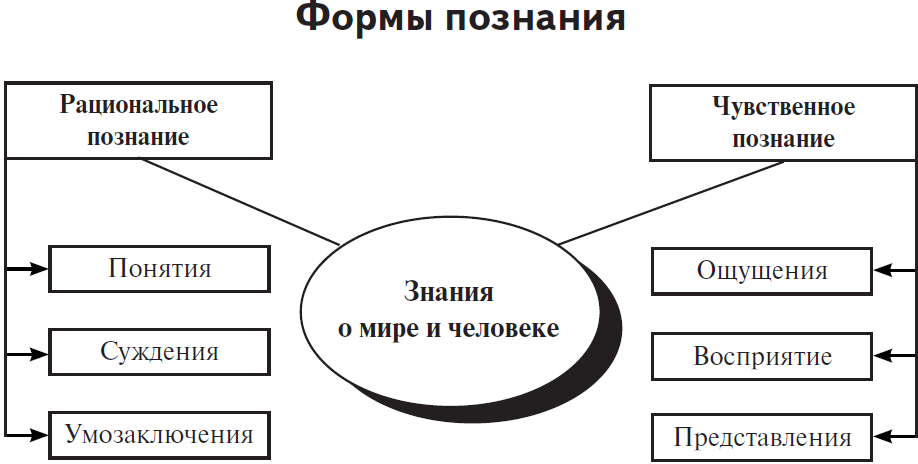 Формы познания
Рациональное
познание
Чувственное
познание
Понятия
Суждения
Умозаключения
Знания
о мире и человеке
Ощущения
Восприятие
Представления